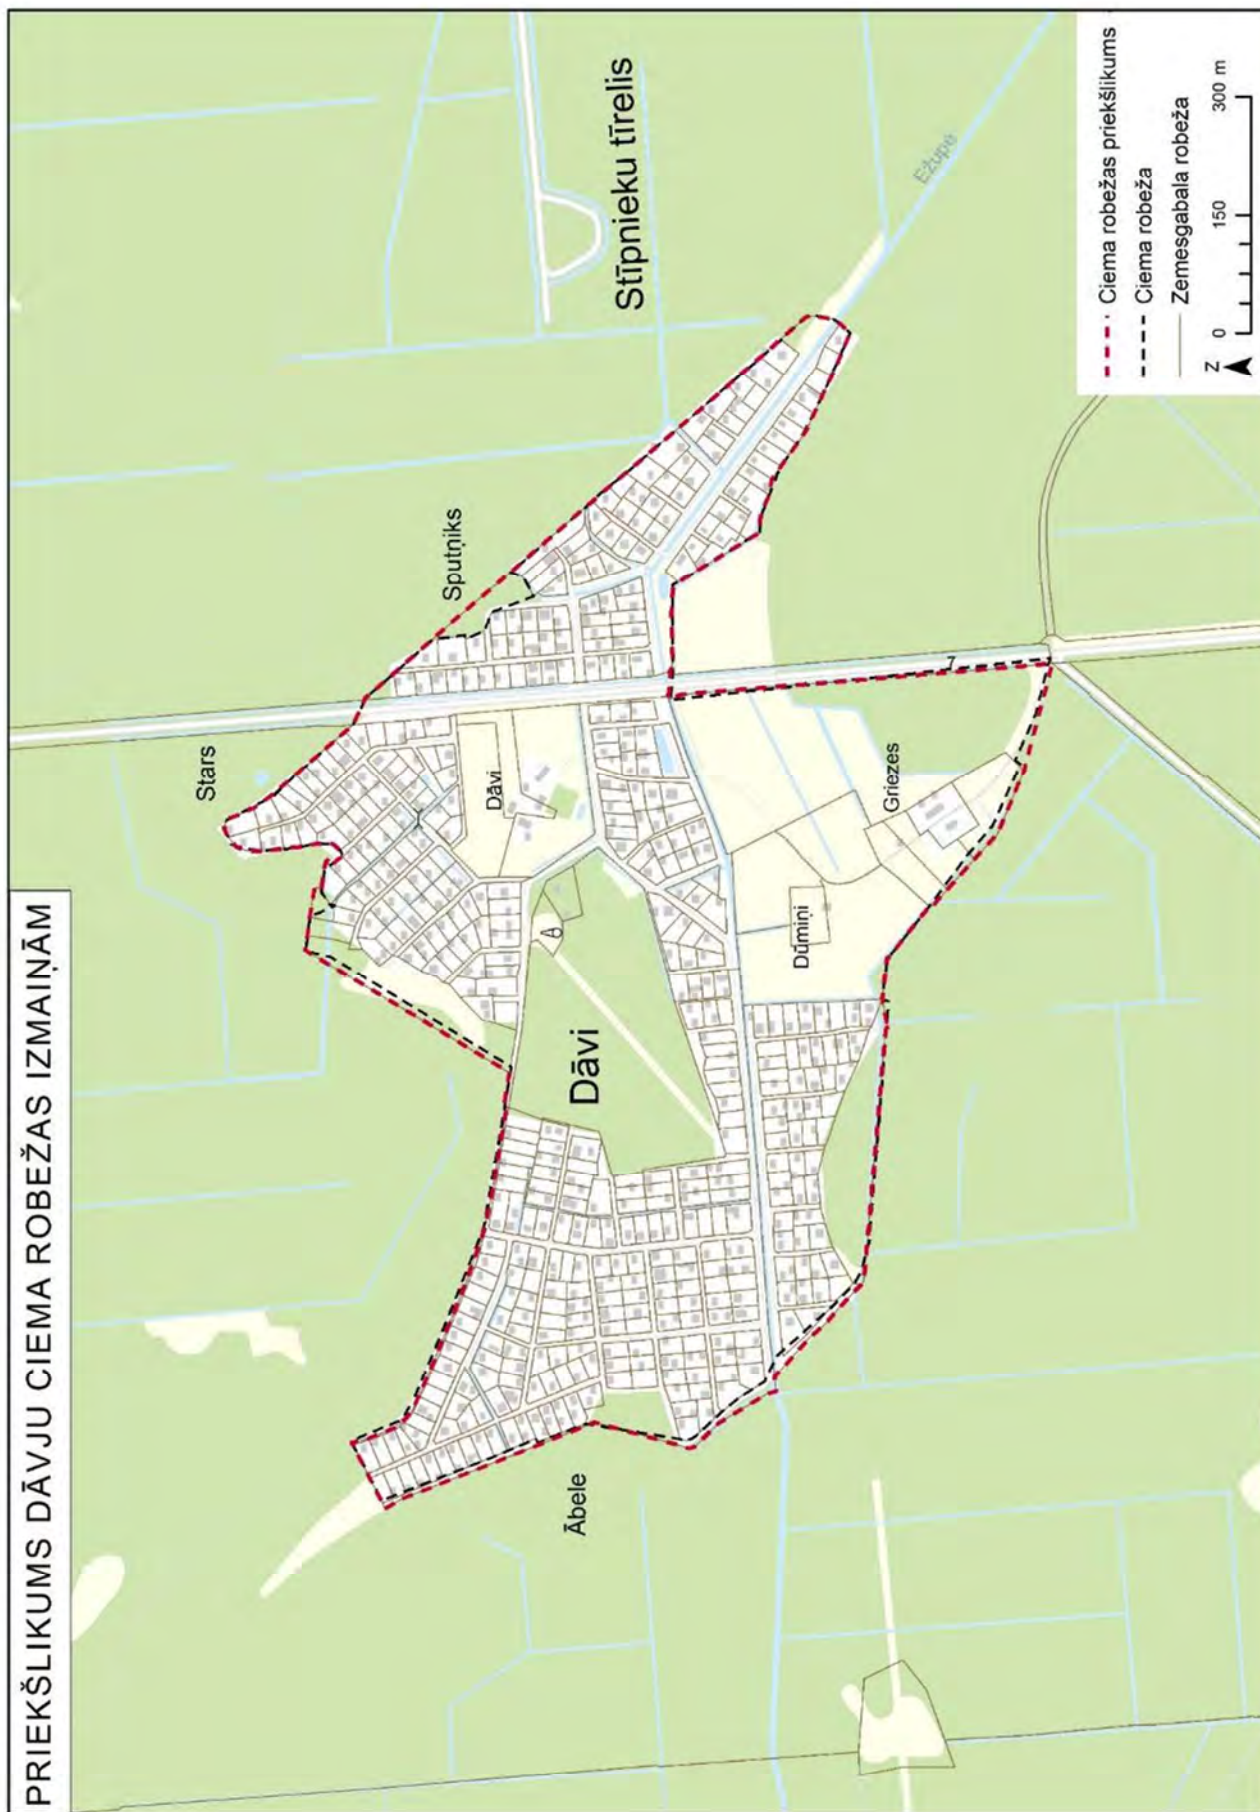 PRIEKŠLIKUMS DĀVJU CIEMA ROBEŽAS IZMAIŅĀM
Stars
Sputņiks
Stīpnieku tīrelis
Dāvi
Dāvi
Ābele
Dūmiņi
Griezes
7
Ežupe
Ciema robežas priekšlikums
Ciema robeža
Zemesgabala robeža
Z
0 150 300 m